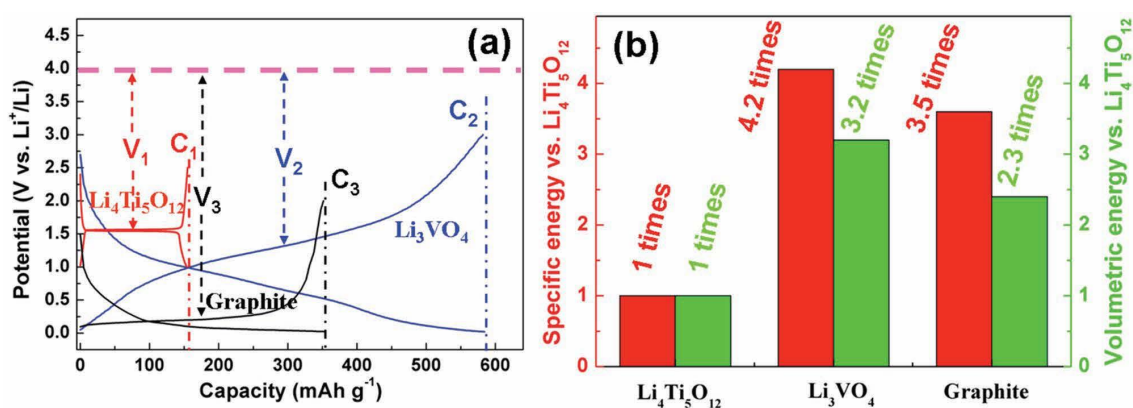 (a)
Potential (V vs. Li⁺/Li)
4.5
4.0
3.5
3.0
2.5
2.0
1.5
1.0
0.5
0.0
V₁
C₁
V₂
C₂
V₃
C₃
Li₄Ti₅O₁₂
Li₃VO₄
Graphite
0 100 200 300 400 500 600
Capacity (mAh g⁻¹)
(b)
Specific energy vs. Li₄Ti₅O₁₂
4
3
2
1
0
1 times
1 times
4.2 times
3.2 times
3.5 times
2.3 times
Li₄Ti₅O₁₂ Li₃VO₄ Graphite
4
3
2
1
0
Volumetric energy vs. Li₄Ti₅O₁₂